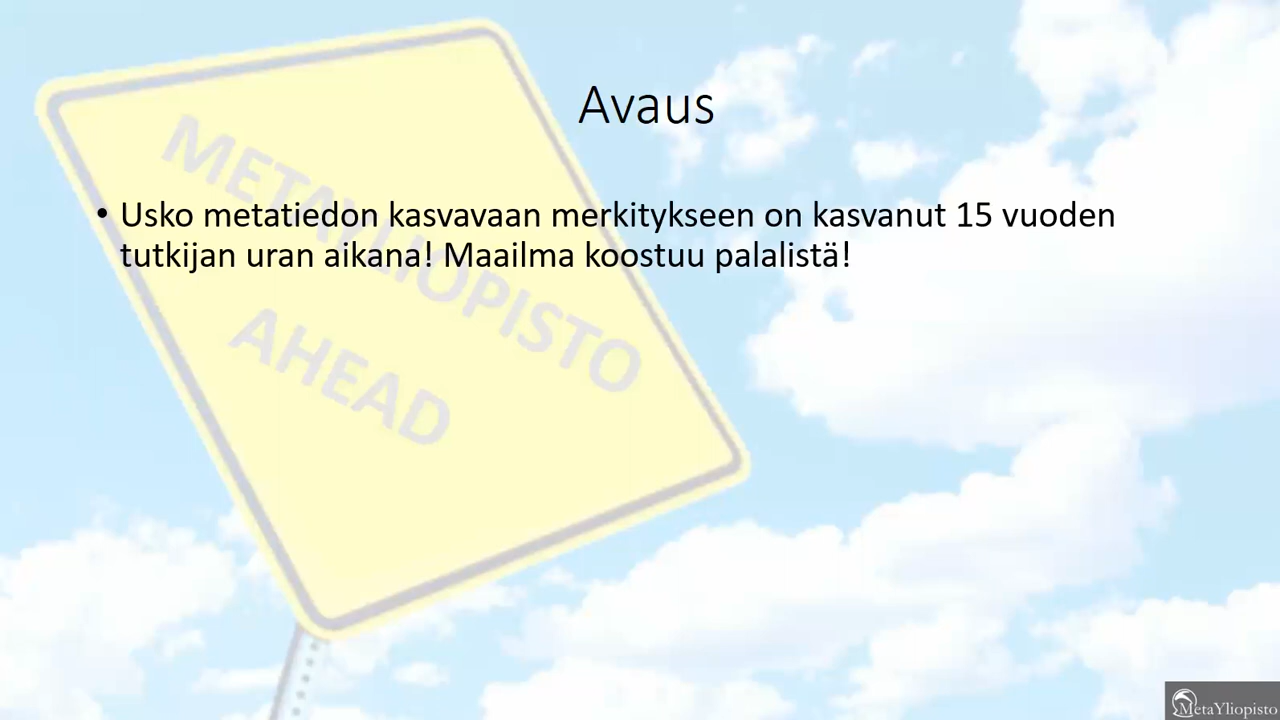 Avaus
• Usko metatiedon kasvavaan merkitykseen on kasvanut 15 vuoden
tutkijan uran aikana! Maailma koostuu palalistä!
METAYLIOPISTO
AHEAD
MetaYliopisto